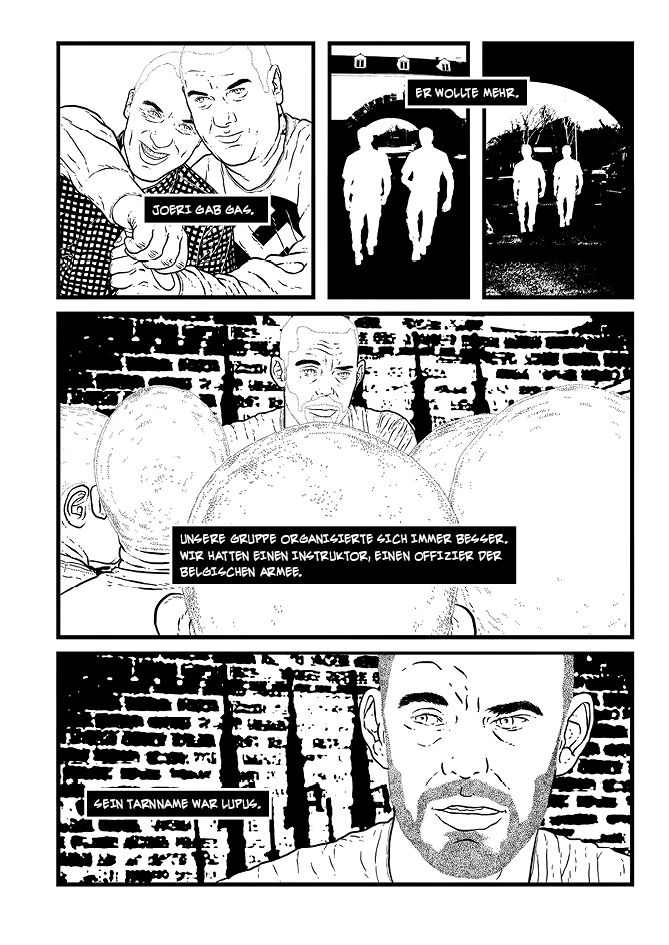 JOERI GAB GAS,
ER WOLLTE MEHR.
UNSERE GRUPPE ORGANISIERTE SICH IMMER BESSER.
WIR HATTEN EINEN INSTRUKTOR, EINEN OFFIZIER DER
BELGISCHEN ARMEE.
SEIN TARNNAME WAR LUPUS.